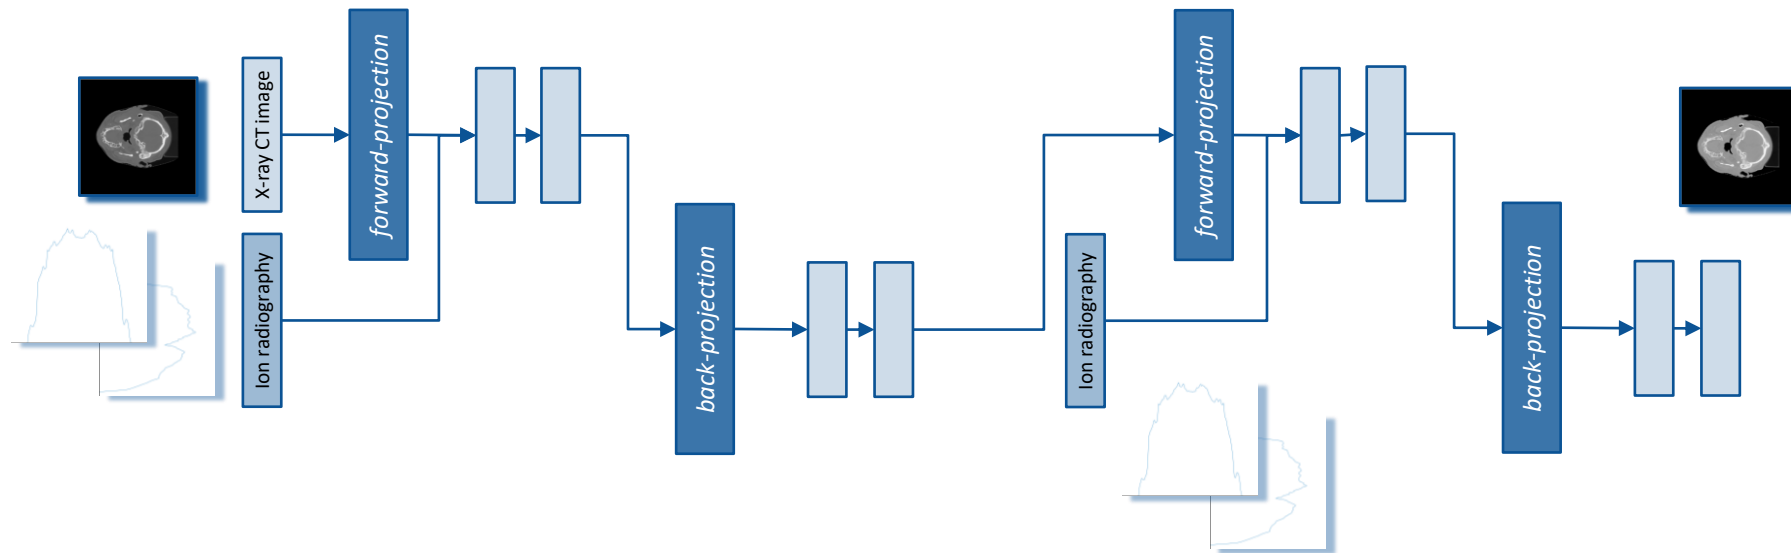 X-ray CT image
forward-projection
Ion radiography
back-projection
forward-projection
Ion radiography
back-projection